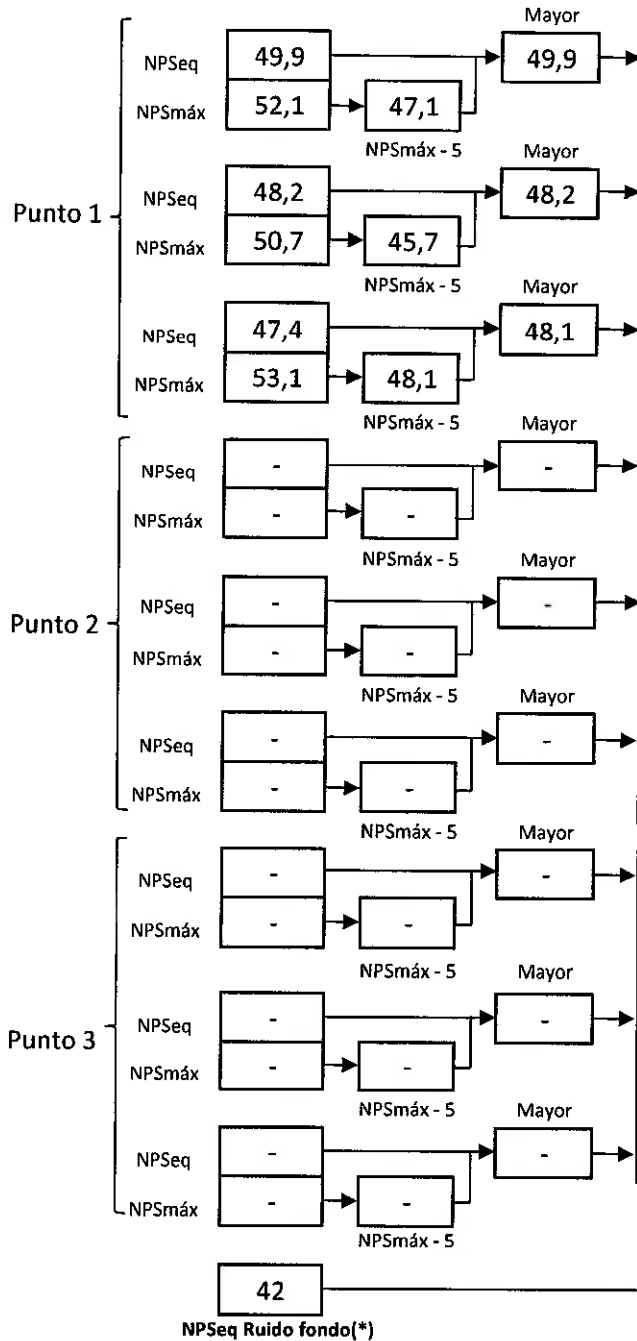 Mayor
NPSeq 49,9 49,9
NPSmáx 52,1 47,1
NPSmáx - 5
Mayor
NPSeq 48,2 48,2
Punto 1
NPSmáx 50,7 45,7
NPSmáx - 5
Mayor
NPSeq 47,4 48,1
NPSmáx 53,1 48,1
NPSmáx - 5
Mayor
NPSeq - -
NPSmáx - -
NPSmáx - 5
Mayor
NPSeq - -
Punto 2
NPSmáx - -
NPSmáx - 5
Mayor
NPSeq - -
NPSmáx - -
NPSmáx - 5
Mayor
NPSeq - -
NPSmáx - -
NPSmáx - 5
Mayor
NPSeq - -
Punto 3
NPSmáx - -
NPSmáx - 5
Mayor
NPSeq - -
NPSmáx - -
NPSmáx - 5
42
NPSeq Ruido fondo(*)